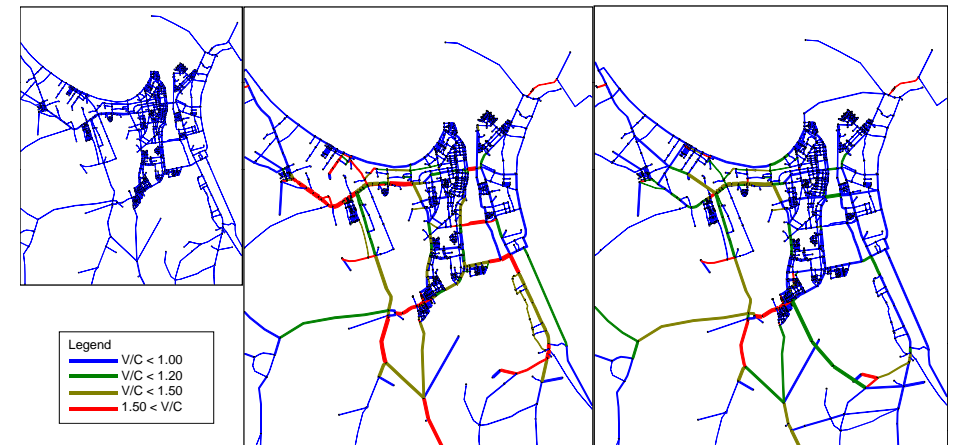 Legend
V/C < 1.00
V/C < 1.20
V/C < 1.50
1.50 < V/C